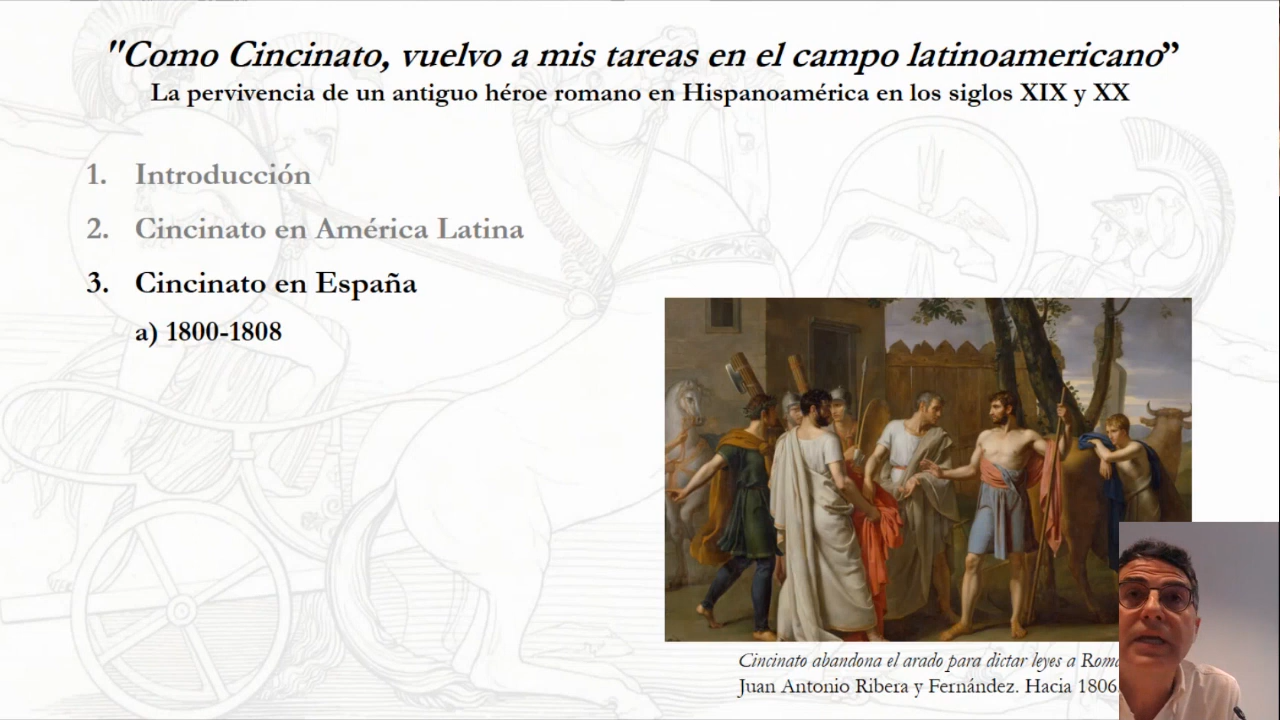 "Como Cincinato, vuelvo a mis tareas en el campo latinoamericano”
La pervivencia de un antiguo héroe romano en Hispanoamérica en los siglos XIX y XX
1. Introducción
2. Cincinato en América Latina
3. Cincinato en España
a) 1800-1808
Cincinato abandona el arado para dictar leyes a Roma
Juan Antonio Ribera y Fernández. Hacia 1806.